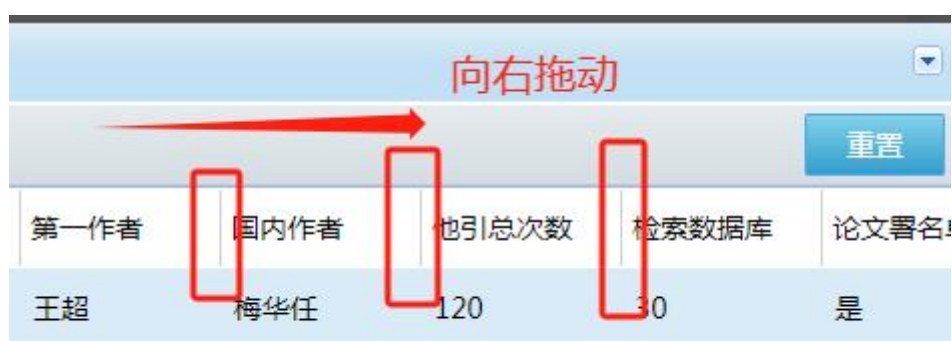 向右拖动
重置
第一作者 国内作者 他引总次数 检索数据库 论文署名
王超 梅华任 120 30 是